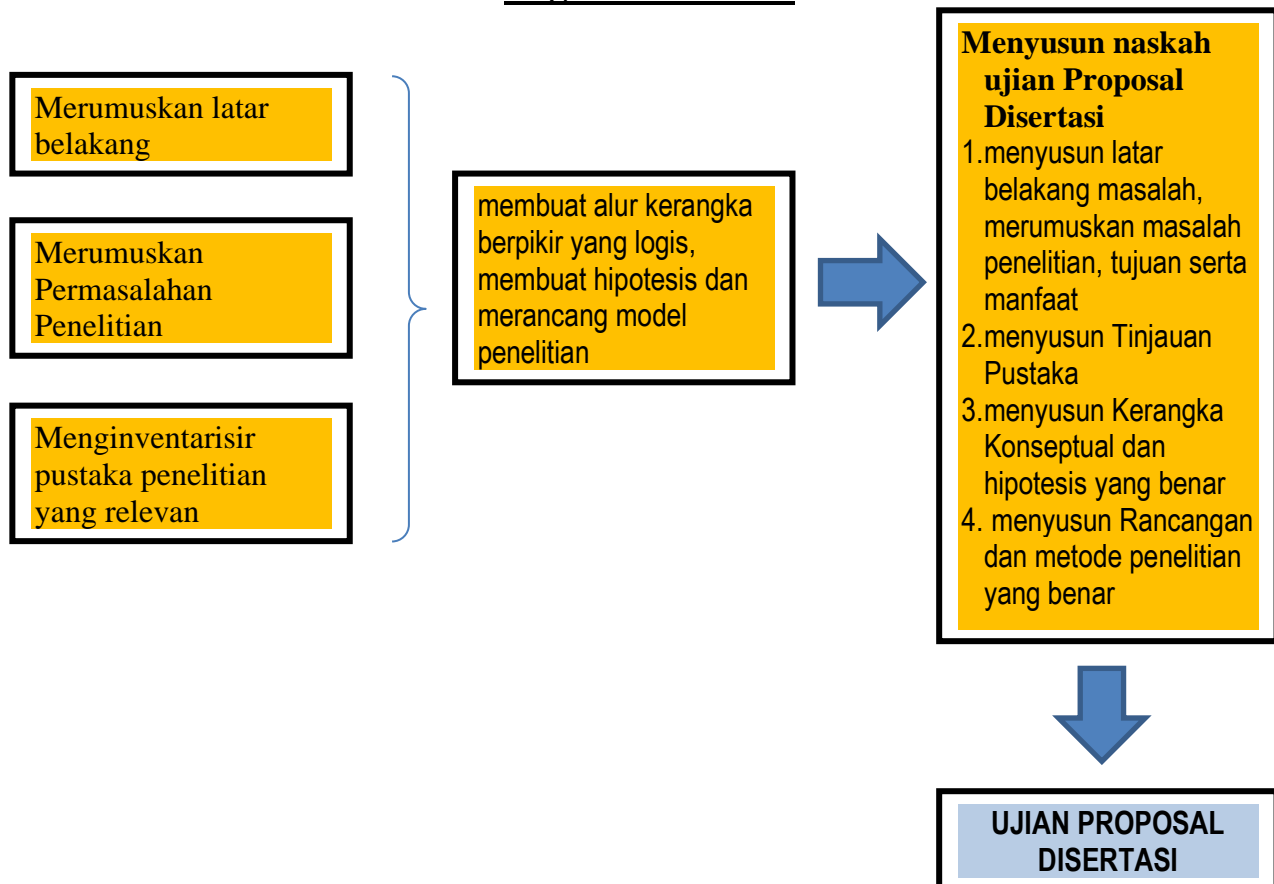 Merumuskan latar
belakang
Merumuskan
Permasalahan
Penelitian
Menginventarisir
pustaka penelitian
yang relevan
membuat alur kerangka
berpikir yang logis,
membuat hipotesis dan
merancang model
penelitian
Menyusun naskah
ujian Proposal
Disertasi
1.menyusun latar
belakang masalah,
merumuskan masalah
penelitian, tujuan serta
manfaat
2.menyusun Tinjauan
Pustaka
3.menyusun Kerangka
Konseptual dan
hipotesis yang benar
4. menyusun Rancangan
dan metode penelitian
yang benar
UJIAN PROPOSAL
DISERTASI